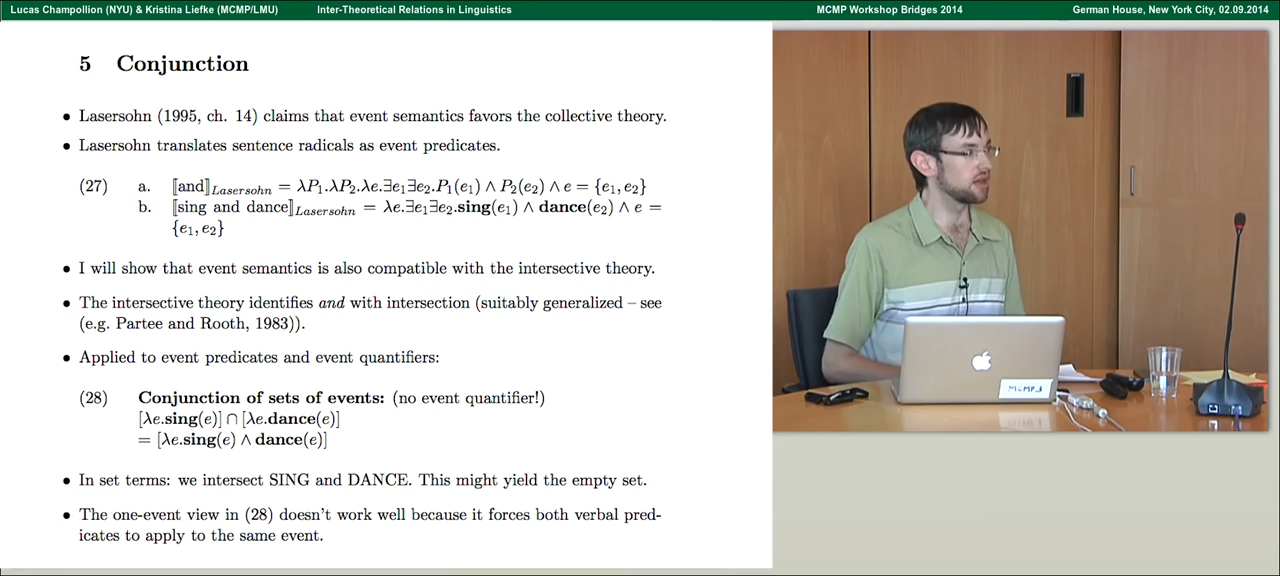 Lucas Champollion (NYU) & Kristina Liefke (MCMP/LMU) Inter-Theoretical Relations in Linguistics MCMP Workshop Bridges 2014 German House, New York City, 02.09.2014
5 Conjunction
• Lasersohn (1995, ch. 14) claims that event semantics favors the collective theory.
• Lasersohn translates sentence radicals as event predicates.
(27) a. ⟦and⟧Lasersohn = λP₁.λP₂.λe.∃e₁∃e₂.P₁(e₁) ∧ P₂(e₂) ∧ e = {e₁, e₂}
b. ⟦sing and dance⟧Lasersohn = λe.∃e₁∃e₂.sing(e₁) ∧ dance(e₂) ∧ e =
{e₁, e₂}
• I will show that event semantics is also compatible with the intersective theory.
• The intersective theory identifies and with intersection (suitably generalized – see
(e.g. Partee and Rooth, 1983)).
• Applied to event predicates and event quantifiers:
(28) Conjunction of sets of events: (no event quantifier!)
[λe.sing(e)] ∩ [λe.dance(e)]
= [λe.sing(e) ∧ dance(e)]
• In set terms: we intersect SING and DANCE. This might yield the empty set.
• The one-event view in (28) doesn't work well because it forces both verbal pred-
icates to apply to the same event.
MCMP